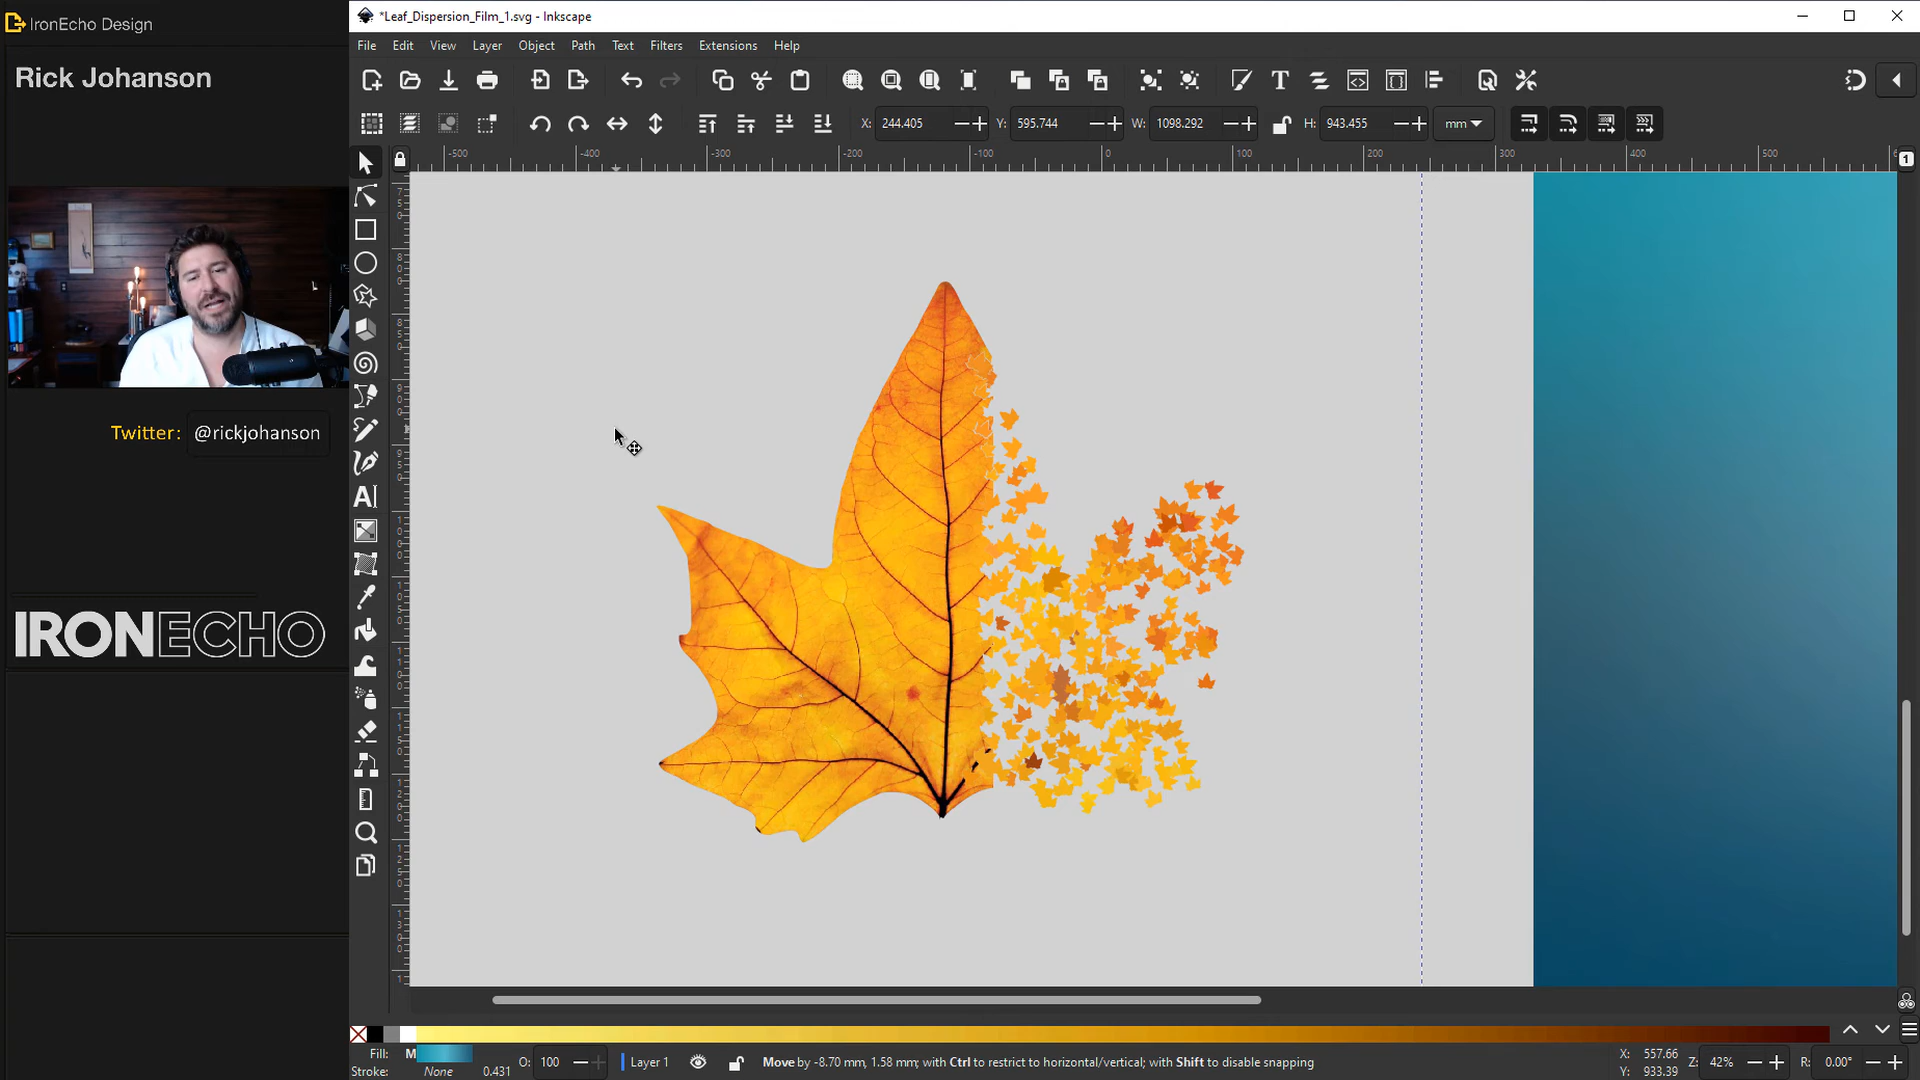 IronEcho Design
Rick Johanson
Twitter : @rickjohanson
IRONECHO
*Leaf_Dispersion_Film_1.svg - Inkscape
File Edit View Layer Object Path Text Filters Extensions Help
X: 244.405 Y: 595.744 W: 1098.292 H: 943.455 mm
-500 -400 -300 -200 -100 0 100 200 300 400 500
1
Fill: M O: 100 Layer 1 Move by -8.70 mm, 1.58 mm; with Ctrl to restrict to horizontal/vertical; with Shift to disable snapping X: 557.66 Z: 42% R: 0.00°
Stroke: None 0.431 Y: 933.39